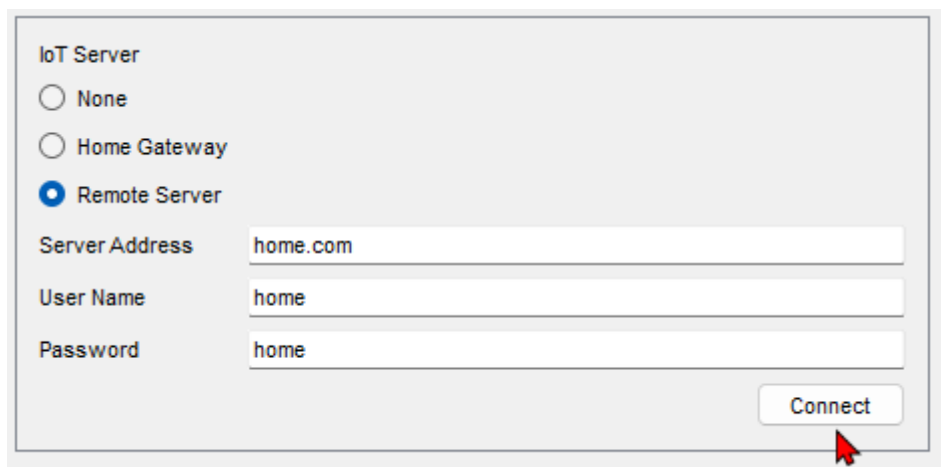 IoT Server
None
Home Gateway
Remote Server
Server Address home.com
User Name home
Password home
Connect